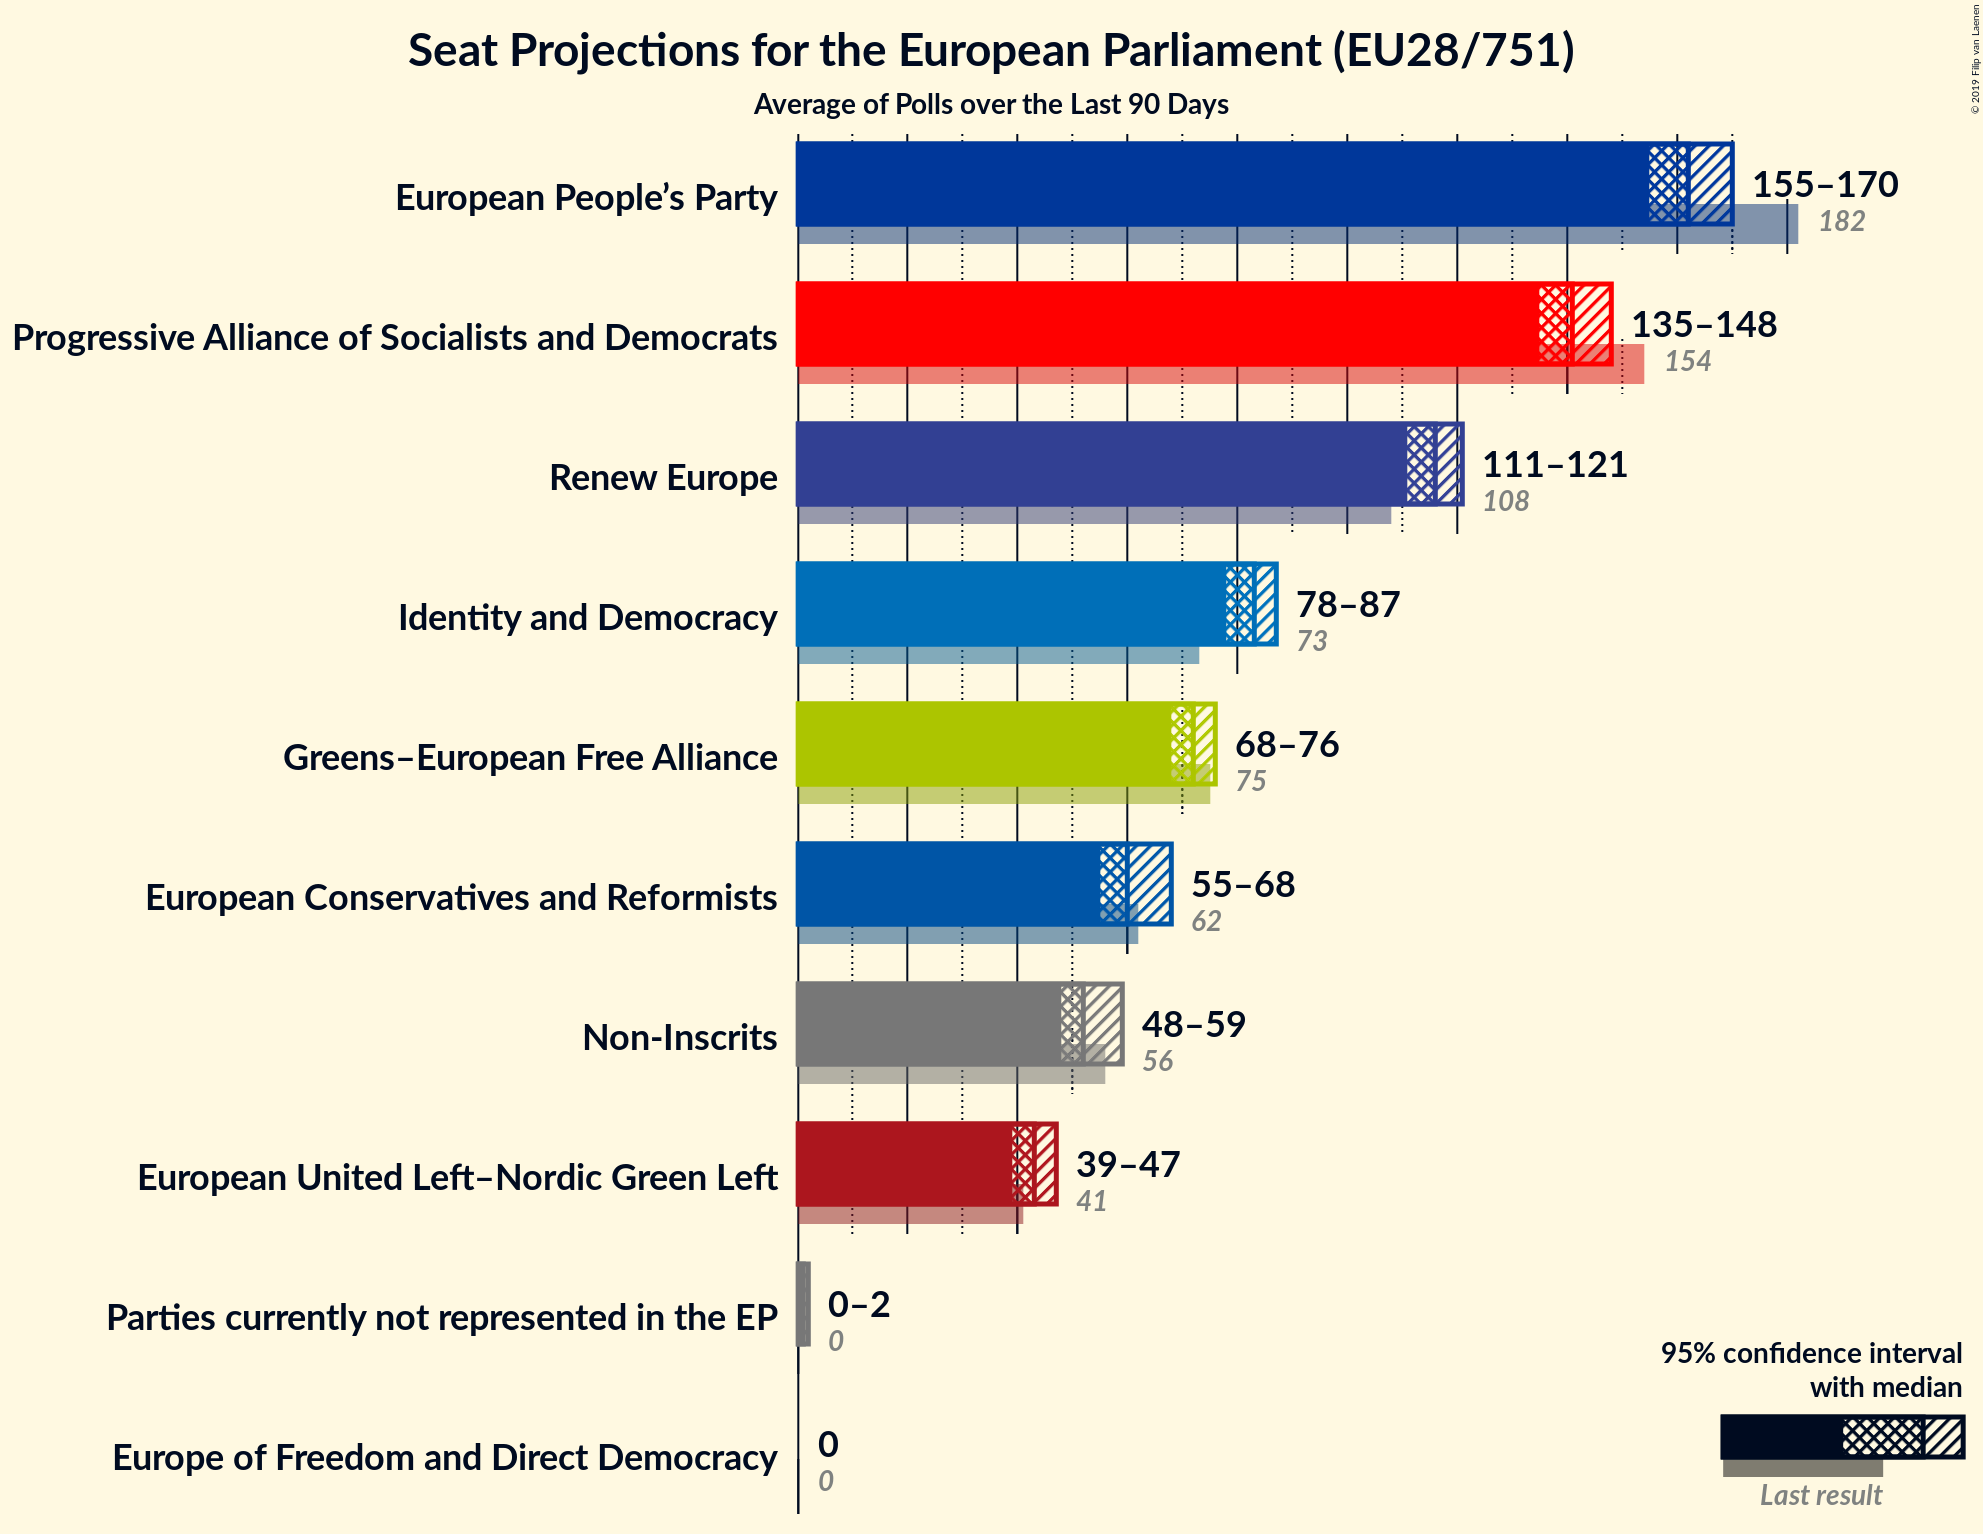 Seat Projections for the European Parliament (EU28/751)
Average of Polls over the Last 90 Days
© 2019 Filip van Laenen
European People’s Party
155–170
182
Progressive Alliance of Socialists and Democrats
135–148
154
Renew Europe
111–121
108
Identity and Democracy
78–87
73
Greens–European Free Alliance
68–76
75
European Conservatives and Reformists
55–68
62
Non-Inscrits
48–59
56
European United Left–Nordic Green Left
39–47
41
Parties currently not represented in the EP
0–2
0
Europe of Freedom and Direct Democracy
0
0
95% confidence interval
with median
Last result